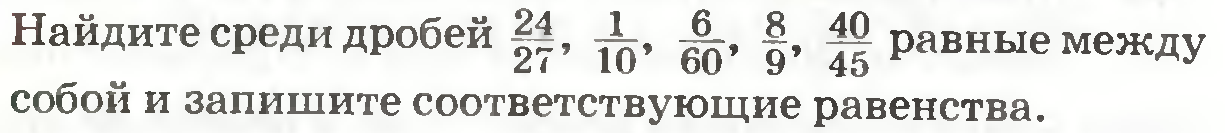 Найдите среди дробей 24/27, 1/10, 6/60, 8/9, 40/45 равные между
собой и запишите соответствующие равенства.